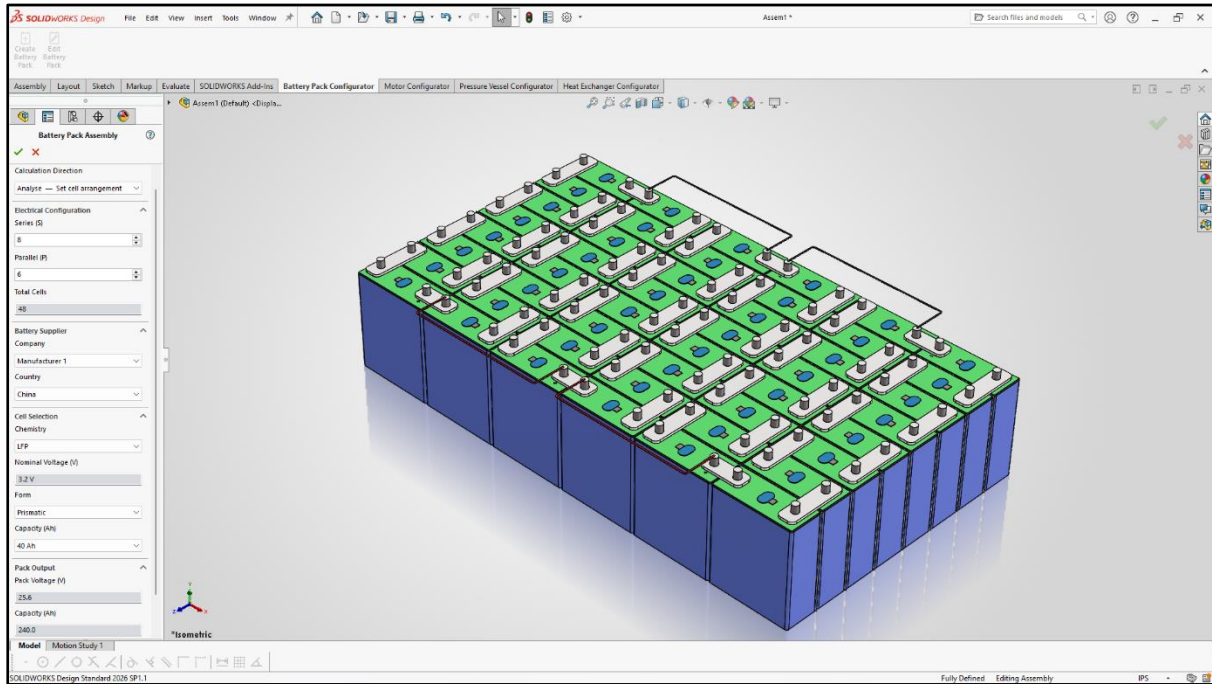 SOLIDWORKS Design File Edit View Insert Tools Window Assem1 * Search files and models
Create Battery Pack
Edit Battery Pack
Assembly Layout Sketch Markup Evaluate SOLIDWORKS Add-Ins Battery Pack Configurator Motor Configurator Pressure Vessel Configurator Heat Exchanger Configurator
Assem1 (Default) <Displa...
Battery Pack Assembly
Calculation Direction
Analyse — Set cell arrangement
Electrical Configuration
Series (S)
8
Parallel (P)
6
Total Cells
48
Battery Supplier
Company
Manufacturer 1
Country
China
Cell Selection
Chemistry
LFP
Nominal Voltage (V)
3.2 V
Form
Prismatic
Capacity (Ah)
40 Ah
Pack Output
Pack Voltage (V)
25.6
Capacity (Ah)
240.0
*Isometric
Model Motion Study 1
SOLIDWORKS Design Standard 2026 SP1.1 Fully Defined Editing Assembly IPS